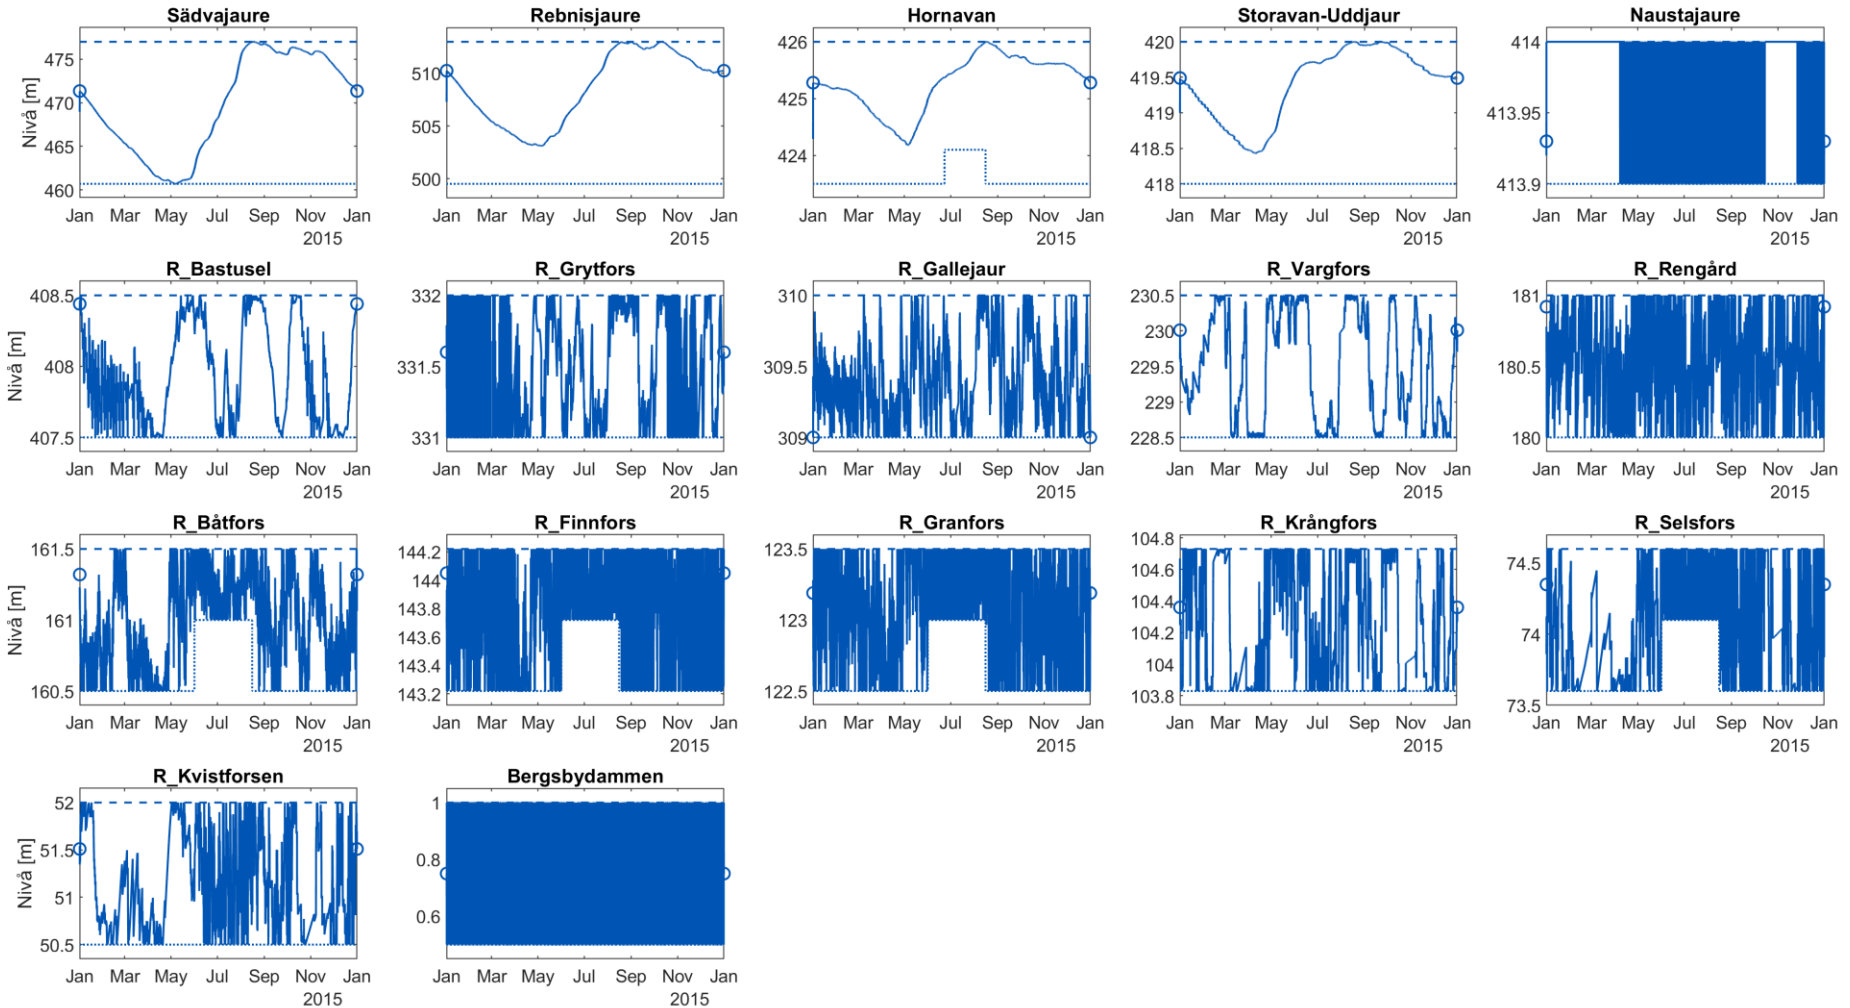 Sädvajaure
Rebnisjaure
Hornavan
Storavan-Uddjaur
Naustajaure
Nivå [m]
475
470
465
460
Jan Mar May Jul Sep Nov Jan
2015
510
505
500
Jan Mar May Jul Sep Nov Jan
2015
426
425
424
Jan Mar May Jul Sep Nov Jan
2015
420
419.5
419
418.5
418
Jan Mar May Jul Sep Nov Jan
2015
414
413.95
413.9
Jan Mar May Jul Sep Nov Jan
2015
R_Bastusel
R_Grytfors
R_Gallejaur
R_Vargfors
R_Rengård
Nivå [m]
408.5
408
407.5
Jan Mar May Jul Sep Nov Jan
2015
332
331.5
331
Jan Mar May Jul Sep Nov Jan
2015
310
309.5
309
Jan Mar May Jul Sep Nov Jan
2015
230.5
230
229.5
229
228.5
Jan Mar May Jul Sep Nov Jan
2015
181
180.5
180
Jan Mar May Jul Sep Nov Jan
2015
R_Båtfors
R_Finnfors
R_Granfors
R_Krångfors
R_Selsfors
Nivå [m]
161.5
161
160.5
Jan Mar May Jul Sep Nov Jan
2015
144.2
144
143.8
143.6
143.4
143.2
Jan Mar May Jul Sep Nov Jan
2015
123.5
123
122.5
Jan Mar May Jul Sep Nov Jan
2015
104.8
104.6
104.4
104.2
104
103.8
Jan Mar May Jul Sep Nov Jan
2015
74.5
74
73.5
Jan Mar May Jul Sep Nov Jan
2015
R_Kvistforsen
Bergsbydammen
Nivå [m]
52
51.5
51
50.5
Jan Mar May Jul Sep Nov Jan
2015
1
0.8
0.6
Jan Mar May Jul Sep Nov Jan
2015